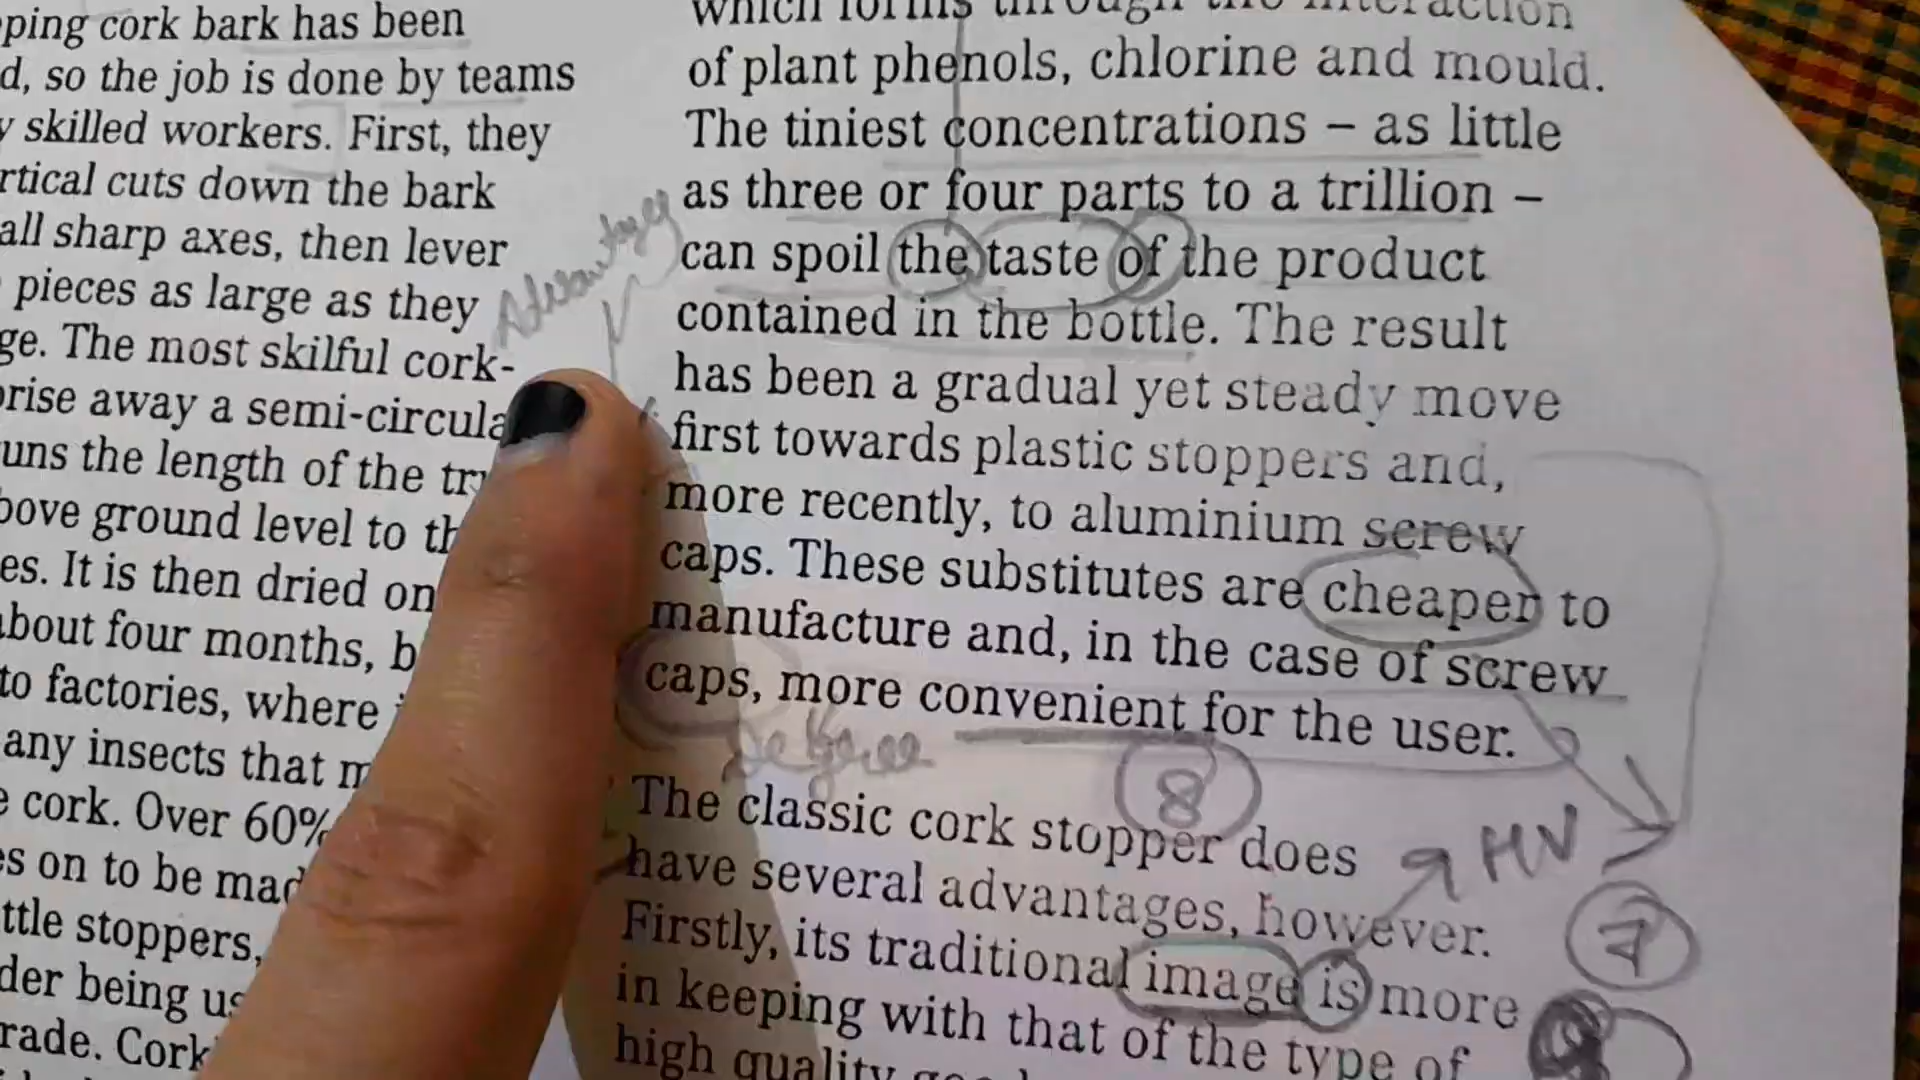 ping cork bark has been
d, so the job is done by teams
y skilled workers. First, they
rtical cuts down the bark
all sharp axes, then lever
pieces as large as they
ge. The most skilful cork-
prise away a semi-circula
uns the length of the
bove ground level to
es. It is then dried on
about four months,
to factories, where
any insects that
e cork. Over 60%
s on to be mad
ttle stoppers,
der being us
rade. Cork
which forms through the interaction
of plant phenols, chlorine and mould.
The tiniest concentrations – as little
as three or four parts to a trillion –
can spoil the taste of the product
contained in the bottle. The result
has been a gradual yet steady move
first towards plastic stoppers and,
more recently, to aluminium screw
caps. These substitutes are cheaper to
manufacture and, in the case of screw
caps, more convenient for the user.
The classic cork stopper does
have several advantages, however.
Firstly, its traditional image is more
in keeping with that of the type of
high quality
Advantages
Degree
8
HV
7